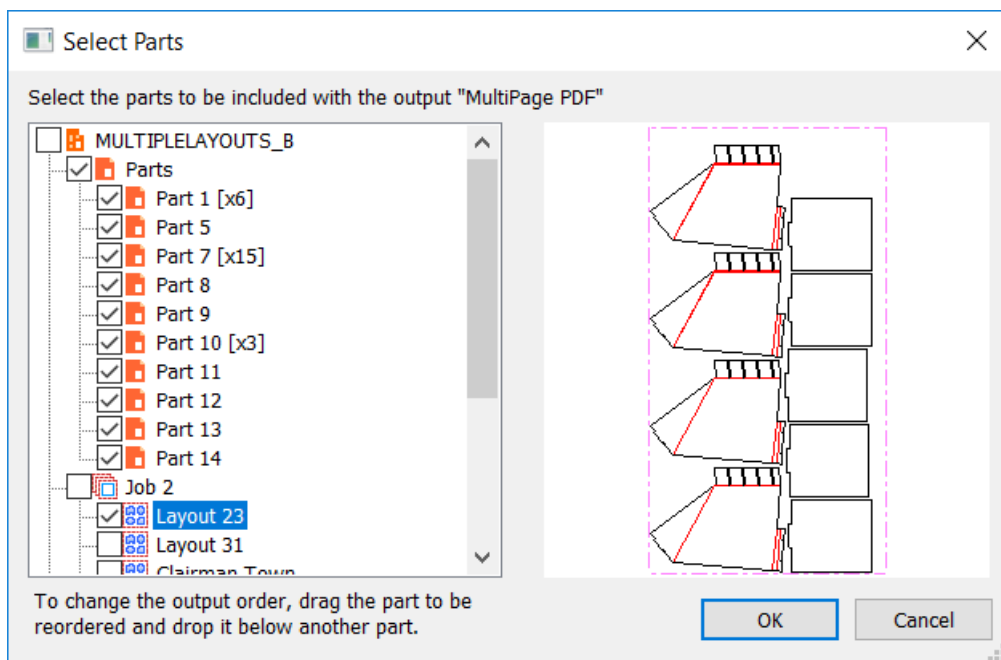 Select Parts
Select the parts to be included with the output "MultiPage PDF"
MULTIPLELAYOUTS_B
Parts
Part 1 [x6]
Part 5
Part 7 [x15]
Part 8
Part 9
Part 10 [x3]
Part 11
Part 12
Part 13
Part 14
Job 2
Layout 23
Layout 31
Clairman Town
To change the output order, drag the part to be
reordered and drop it below another part.
OK
Cancel